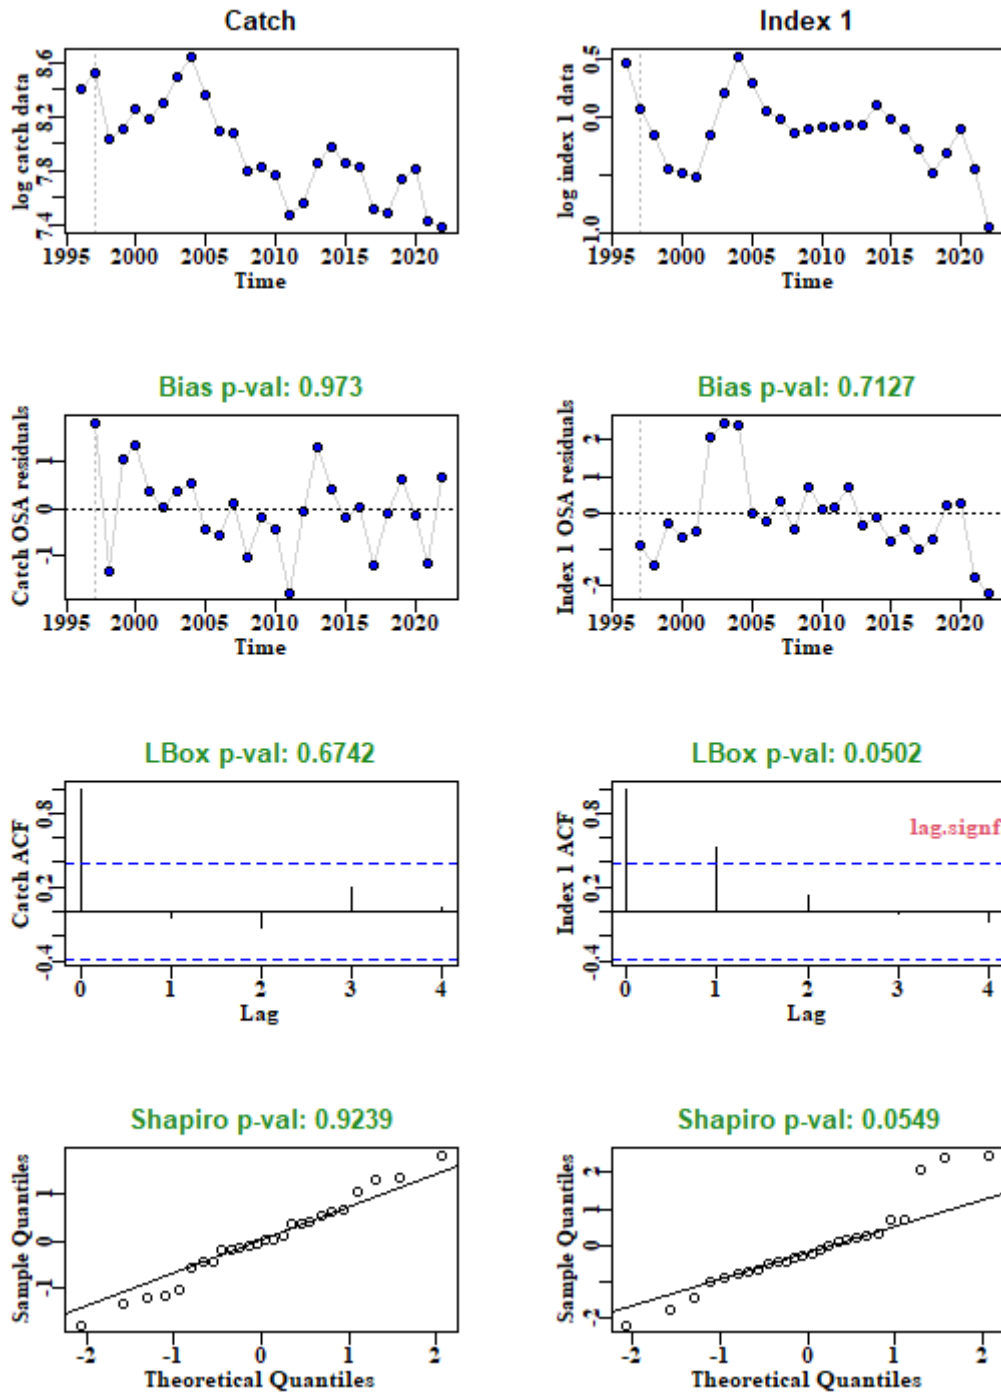 Catch
log catch data
7.4 7.8 8.2 8.6
1995 2000 2005 2010 2015 2020
Time
Index 1
log index 1 data
-1.0 0.0 0.5
1995 2000 2005 2010 2015 2020
Time
Bias p-val: 0.973
Catch OSA residuals
-1 0 1
1995 2000 2005 2010 2015 2020
Time
Bias p-val: 0.7127
Index 1 OSA residuals
-2 0 1 2
1995 2000 2005 2010 2015 2020
Time
LBox p-val: 0.6742
Catch ACF
-0.4 0.2 0.8
0 1 2 3 4
Lag
LBox p-val: 0.0502
Index 1 ACF
-0.4 0.2 0.8
lag.signf
0 1 2 3 4
Lag
Shapiro p-val: 0.9239
Sample Quantiles
-1 0 1
-2 -1 0 1 2
Theoretical Quantiles
Shapiro p-val: 0.0549
Sample Quantiles
-2 0 1 2
-2 -1 0 1 2
Theoretical Quantiles